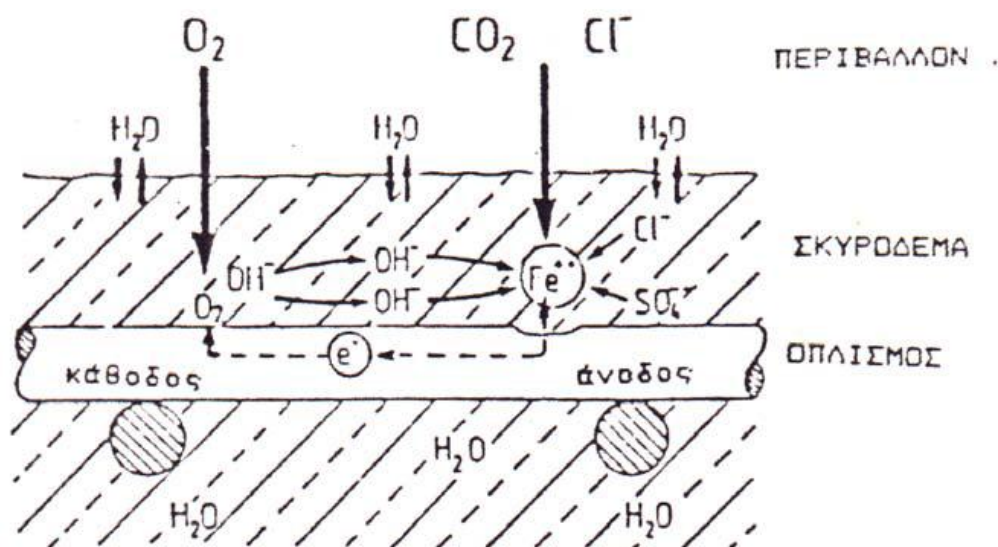 O₂ CO₂ Cl⁻
ΠΕΡΙΒΑΛΛΟΝ .
H₂O H₂O H₂O
Cl⁻
ΣΚΥΡΟΔΕΜΑ
OH⁻ OH⁻ Fe⁺⁺
O₂ OH⁻ SO₄⁻
e⁻
ΟΠΛΙΣΜΟΣ
κάθοδος άνοδος
H₂O
H₂O H₂O